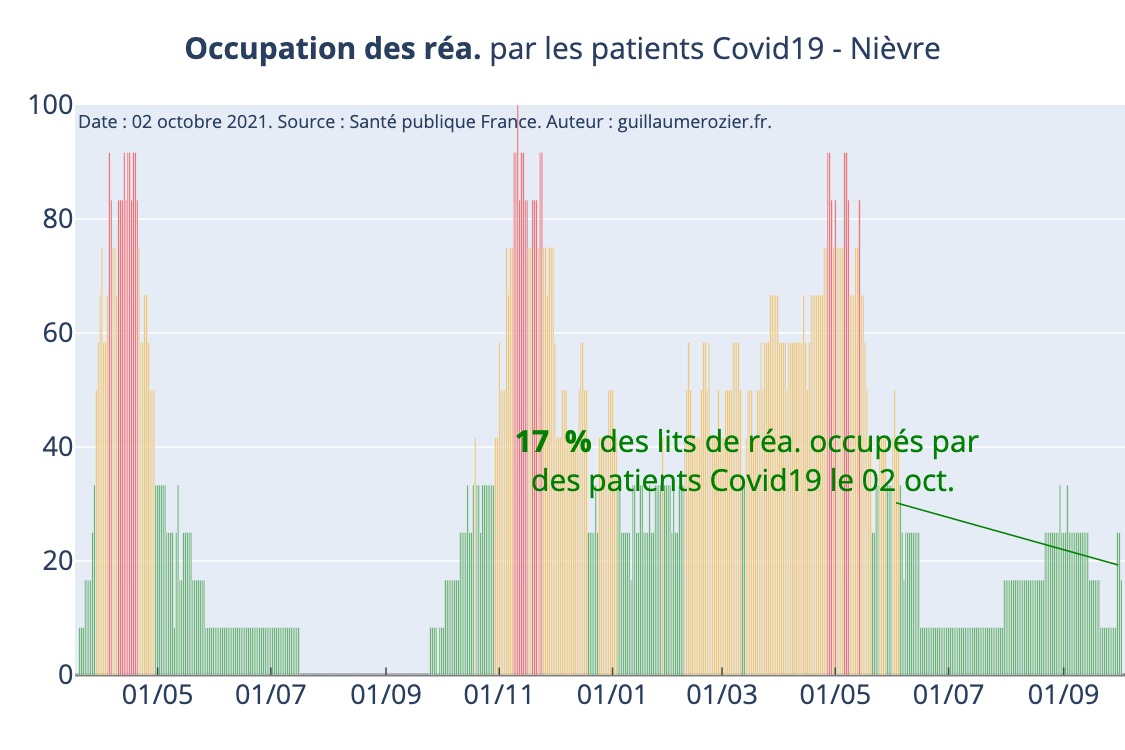 Occupation des réa. par les patients Covid19 - Nièvre
100
Date : 02 octobre 2021. Source : Santé publique France. Auteur : guillaumerozier.fr.
80
60
40
17 % des lits de réa. occupés par
des patients Covid19 le 02 oct.
20
0
01/05 01/07 01/09 01/11 01/01 01/03 01/05 01/07 01/09